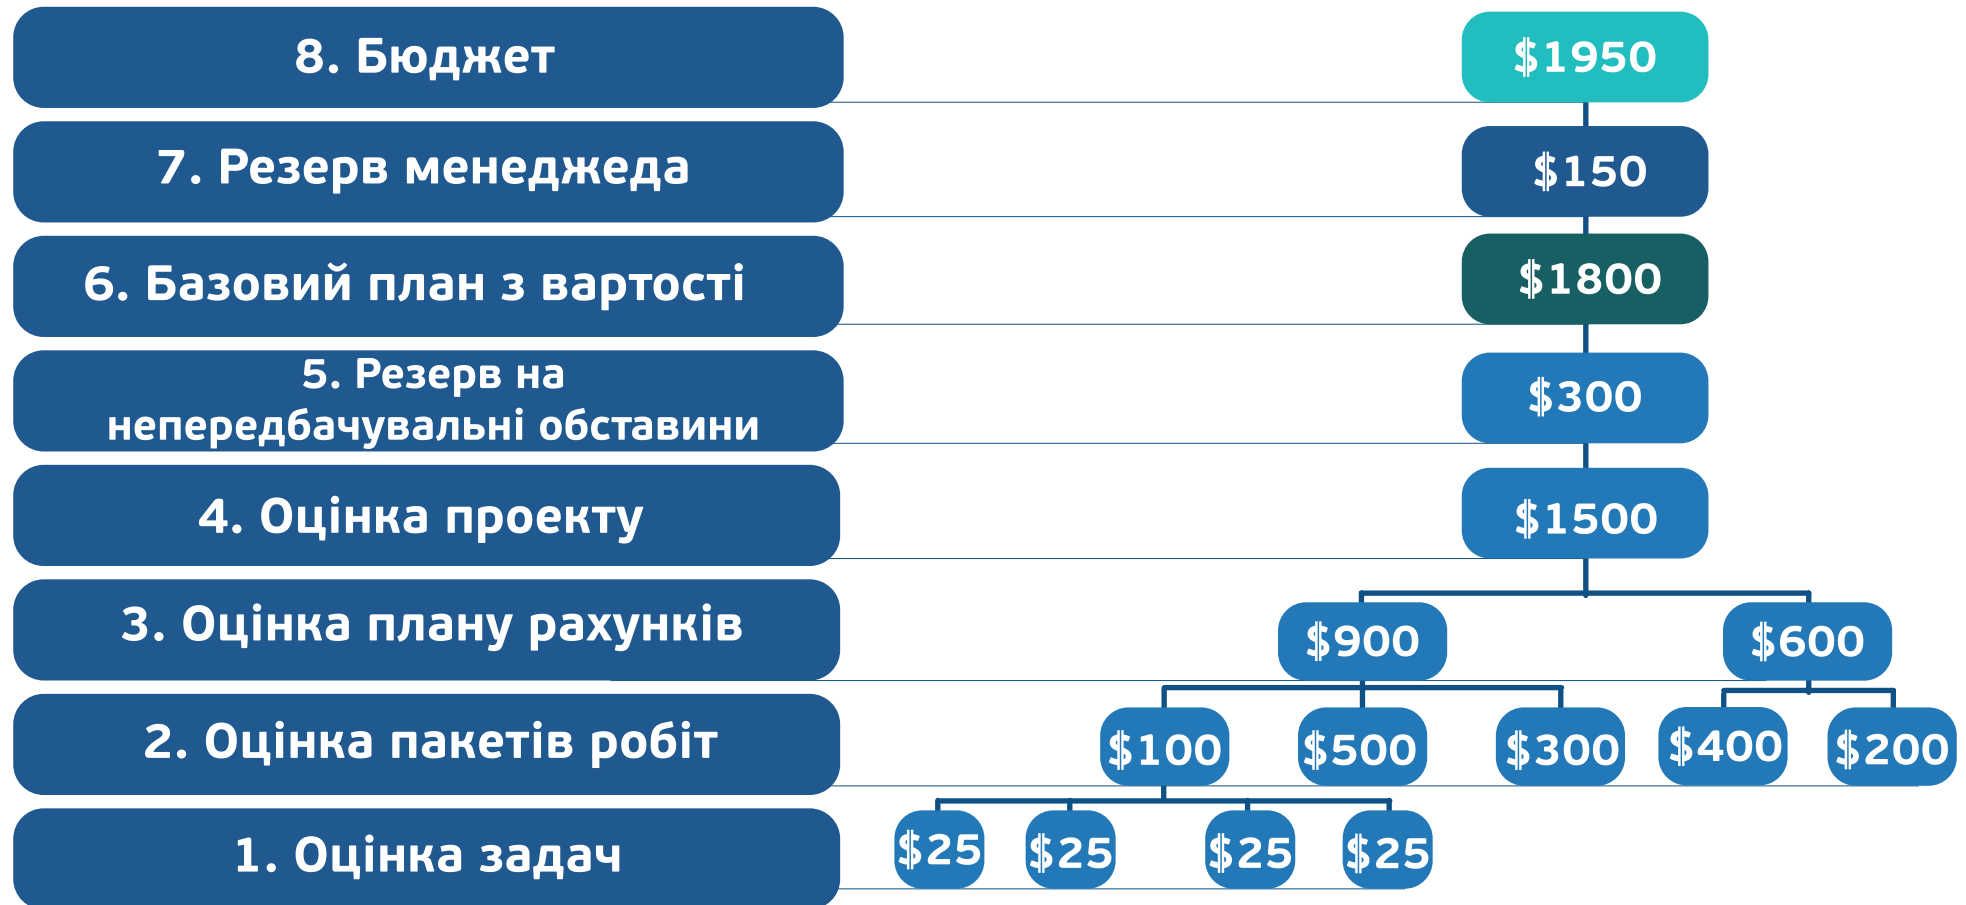 8. Бюджет
$1950
7. Резерв менеджеда
$150
6. Базовий план з вартості
$1800
5. Резерв на
непередбачувальні обставини
$300
4. Оцінка проекту
$1500
3. Оцінка плану рахунків
$900
$600
2. Оцінка пакетів робіт
$100
$500
$300
$400
$200
1. Оцінка задач
$25
$25
$25
$25